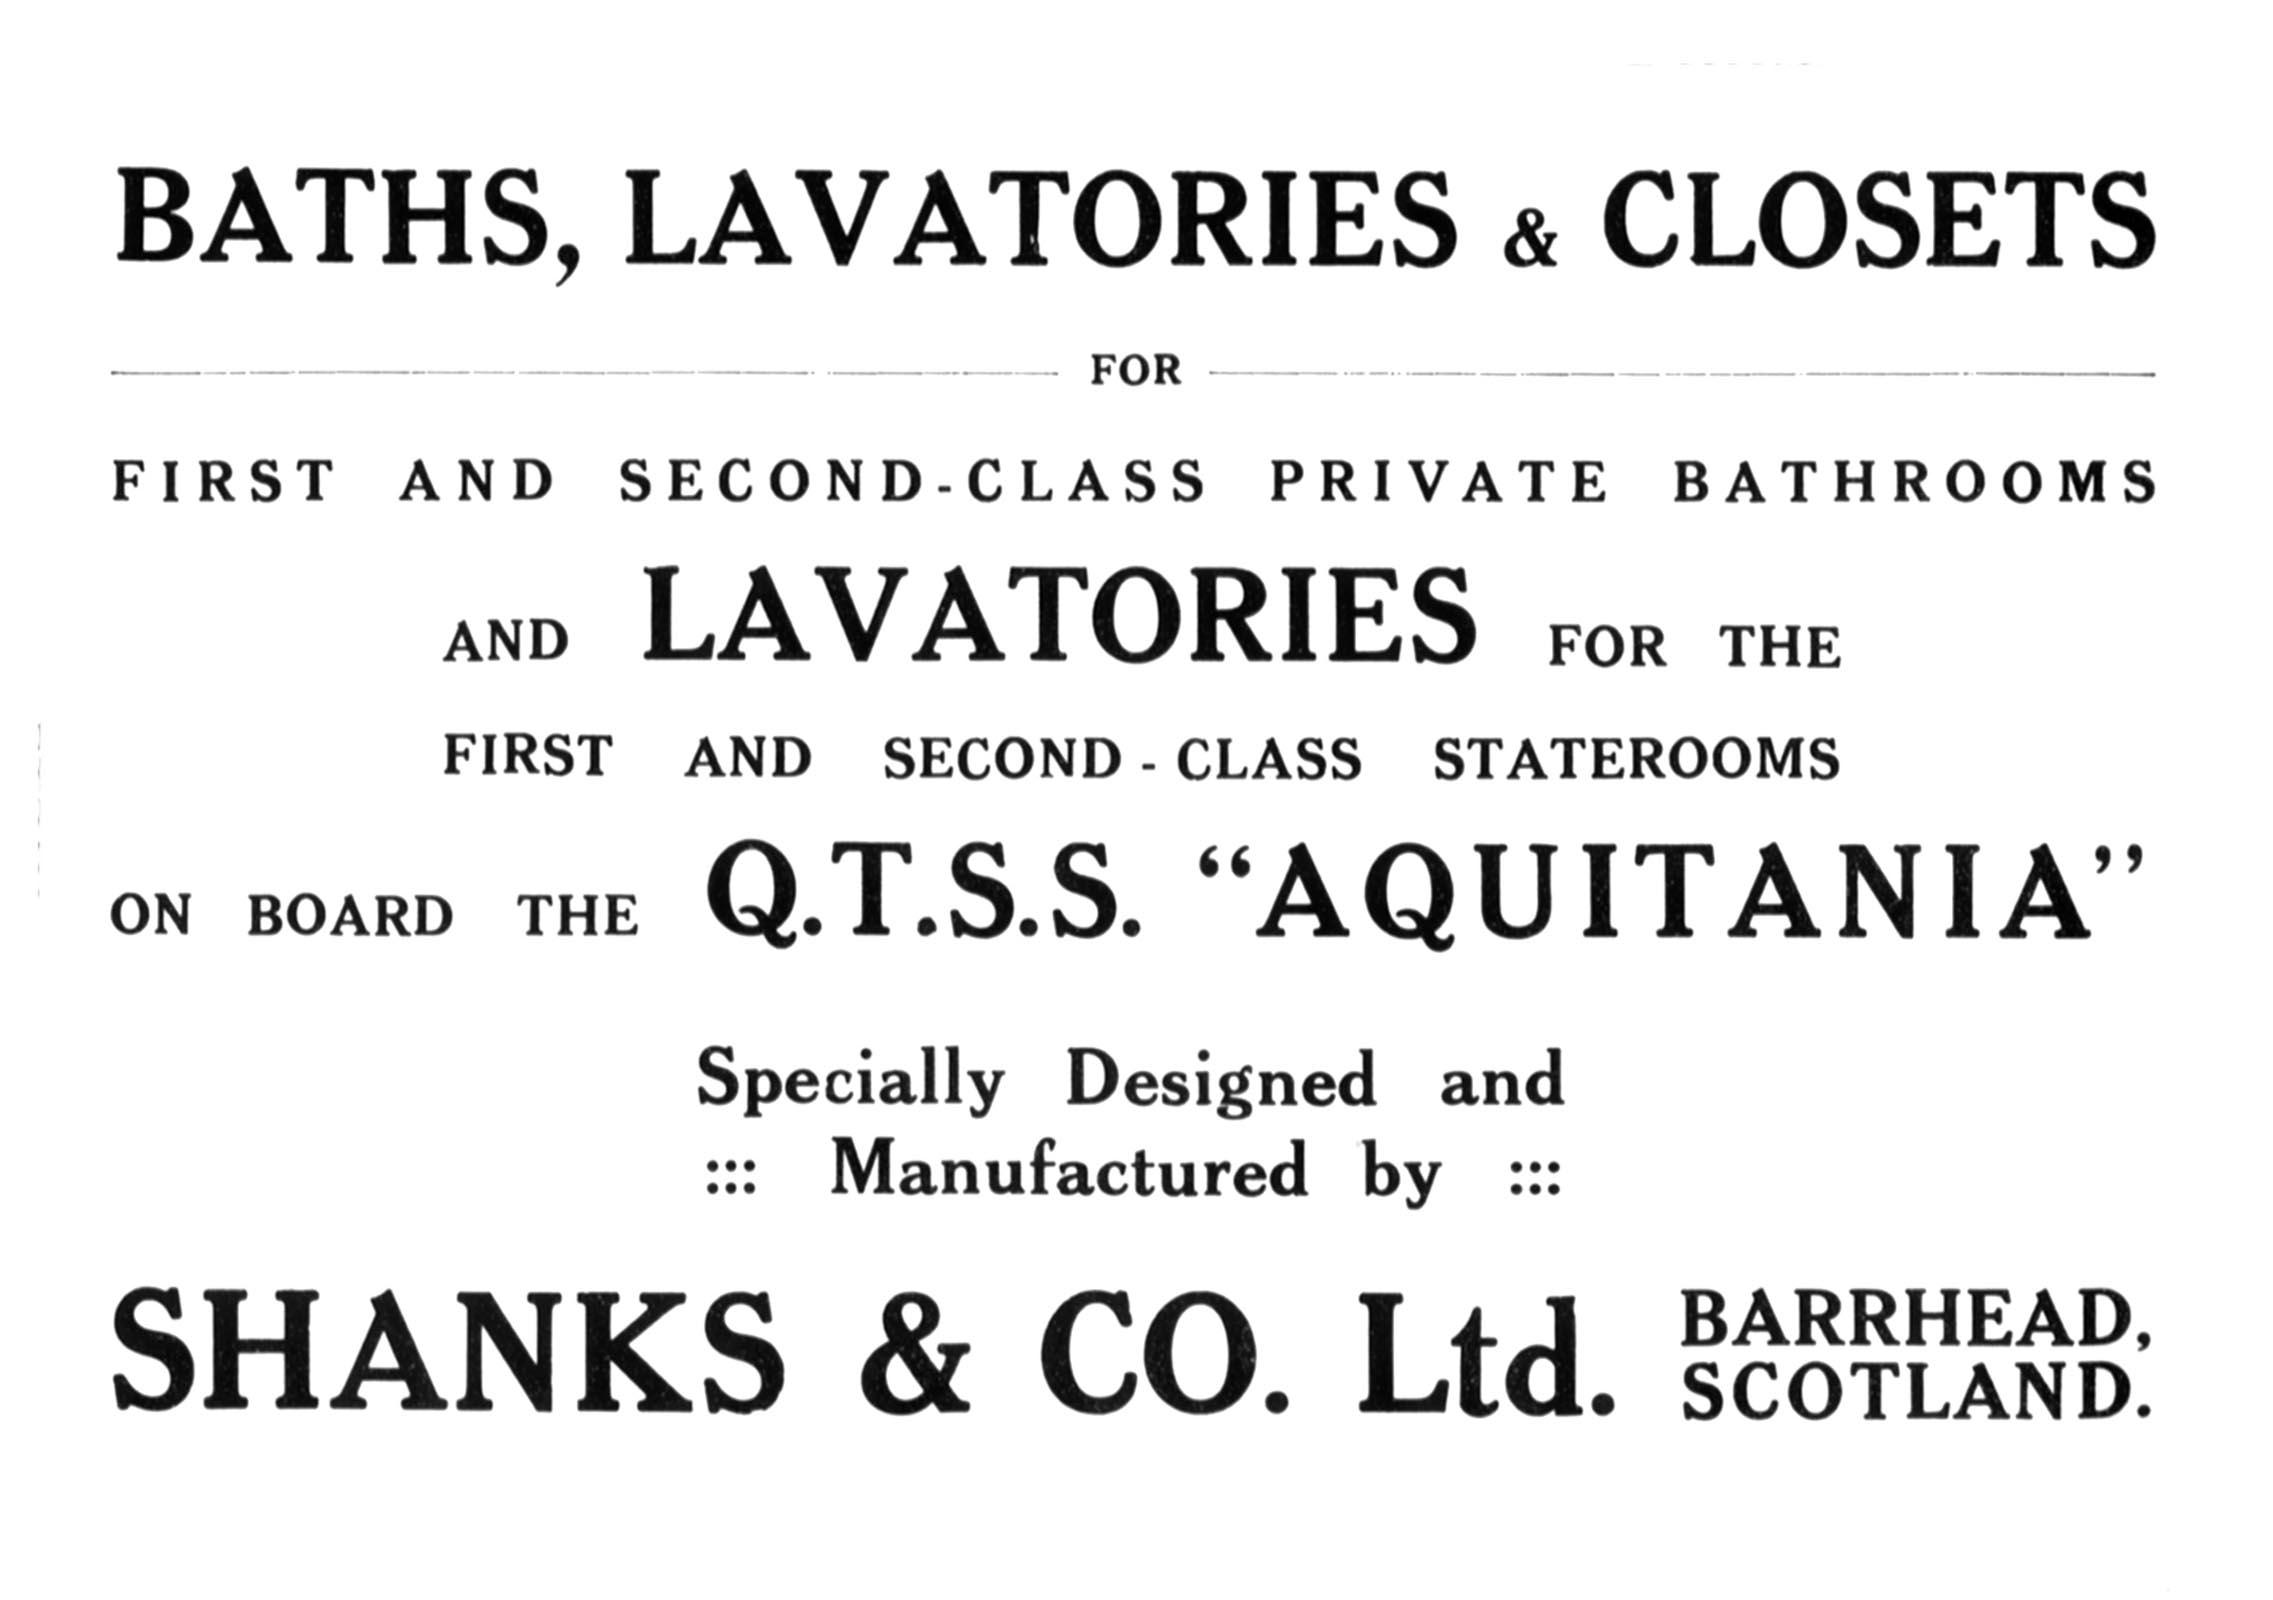 BATHS, LAVATORIES & CLOSETS
FOR
FIRST AND SECOND-CLASS PRIVATE BATHROOMS
AND LAVATORIES FOR THE
FIRST AND SECOND-CLASS STATEROOMS
ON BOARD THE Q.T.S.S. “AQUITANIA”
Specially Designed and
::: Manufactured by :::
SHANKS & CO. Ltd. BARRHEAD,
SCOTLAND.